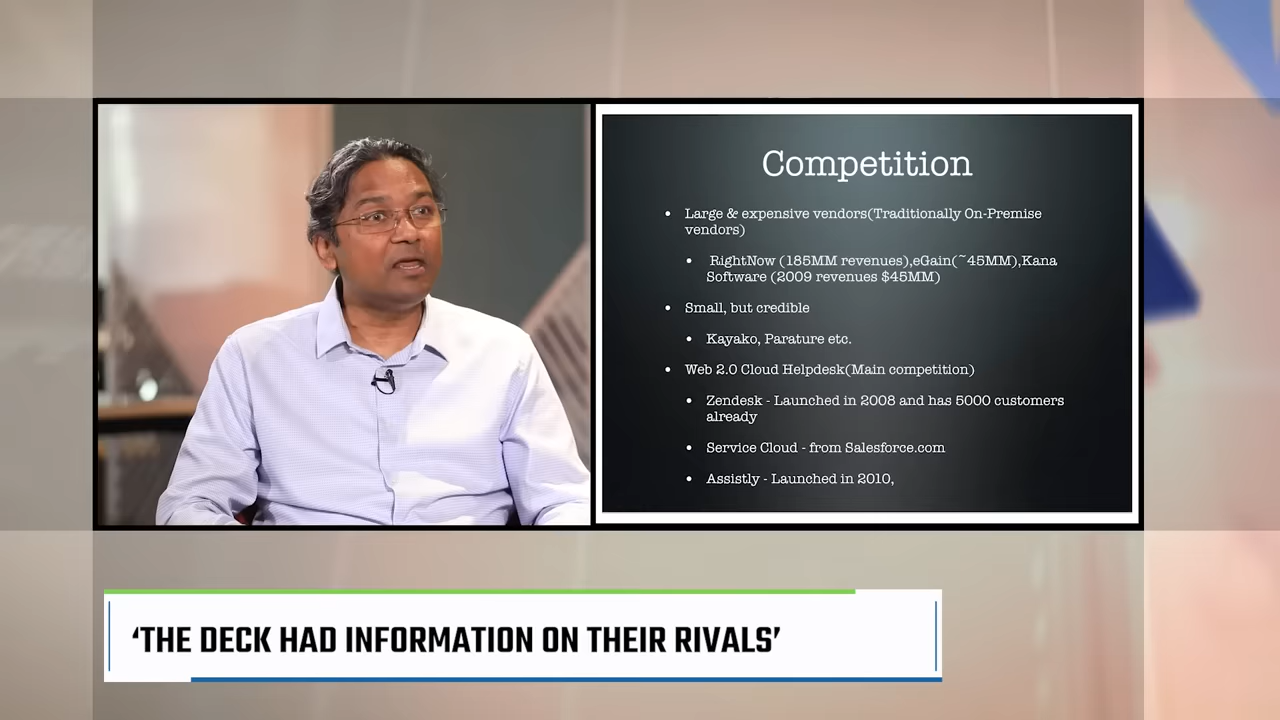 Competition
• Large & expensive vendors(Traditionally On-Premise
vendors)
• RightNow (185MM revenues),eGain(~45MM),Kana
Software (2009 revenues $45MM)
• Small, but credible
• Kayako, Parature etc.
• Web 2.0 Cloud Helpdesk(Main competition)
• Zendesk - Launched in 2008 and has 5000 customers
already
• Service Cloud - from Salesforce.com
• Assistly - Launched in 2010,
‘THE DECK HAD INFORMATION ON THEIR RIVALS’